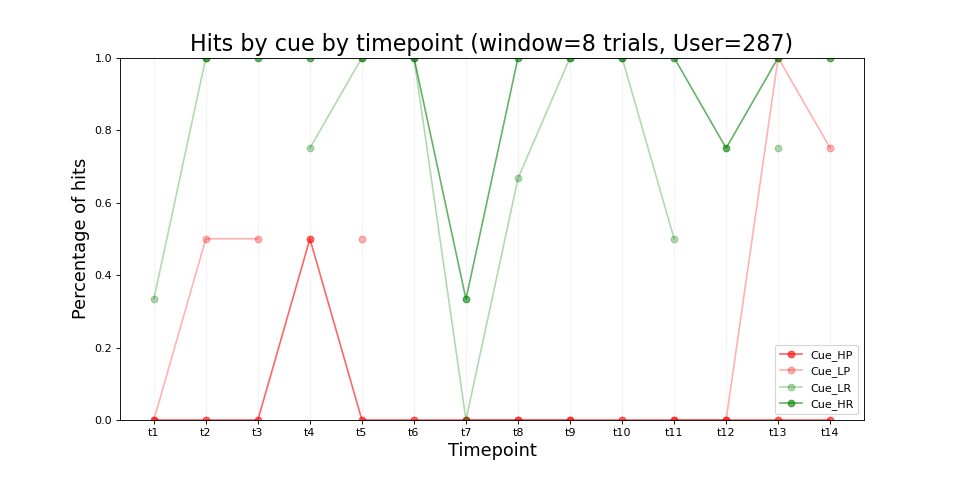 Hits by cue by timepoint (window=8 trials, User=287)
Percentage of hits
1.0
0.8
0.6
0.4
0.2
0.0
Cue_HP
Cue_LP
Cue_LR
Cue_HR
t1 t2 t3 t4 t5 t6 t7 t8 t9 t10 t11 t12 t13 t14
Timepoint